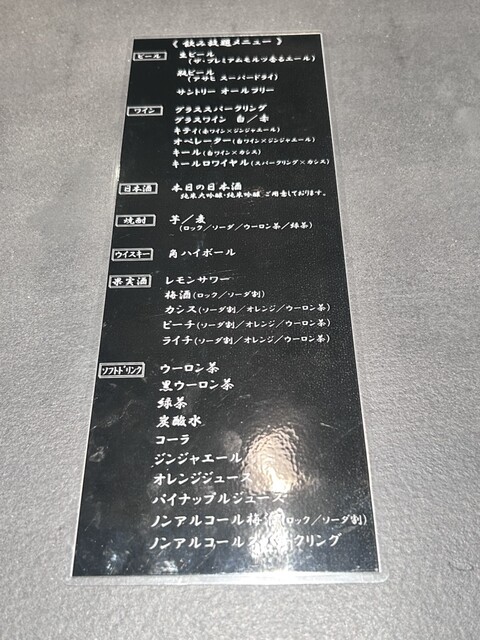 《 飲み放題メニュー 》
ビール 生ビール
(ザ・プレミアムモルツ香るエール)
瓶ビール
(アサヒ スーパードライ)
サントリー オールフリー
ワイン グラススパークリング
グラスワイン 白／赤
キティ(赤ワイン×ジンジャエール)
オペレーター(白ワイン×ジンジャエール)
キール(白ワイン×カシス)
キールロワイヤル(スパークリング×カシス)
日本酒 本日の日本酒
純米大吟醸・純米吟醸 ご用意しております。
焼酎 芋／麦
(ロック／ソーダ／ウーロン茶／緑茶)
ウイスキー 角ハイボール
果実酒 レモンサワー
梅酒(ロック／ソーダ割)
カシス(ソーダ割／オレンジ／ウーロン茶)
ピーチ(ソーダ割／オレンジ／ウーロン茶)
ライチ(ソーダ割／オレンジ／ウーロン茶)
ソフトドリンク ウーロン茶
黒ウーロン茶
緑茶
炭酸水
コーラ
ジンジャエール
オレンジジュース
パイナップルジュース
ノンアルコール梅酒(ロック／ソーダ割)
ノンアルコールスパークリング